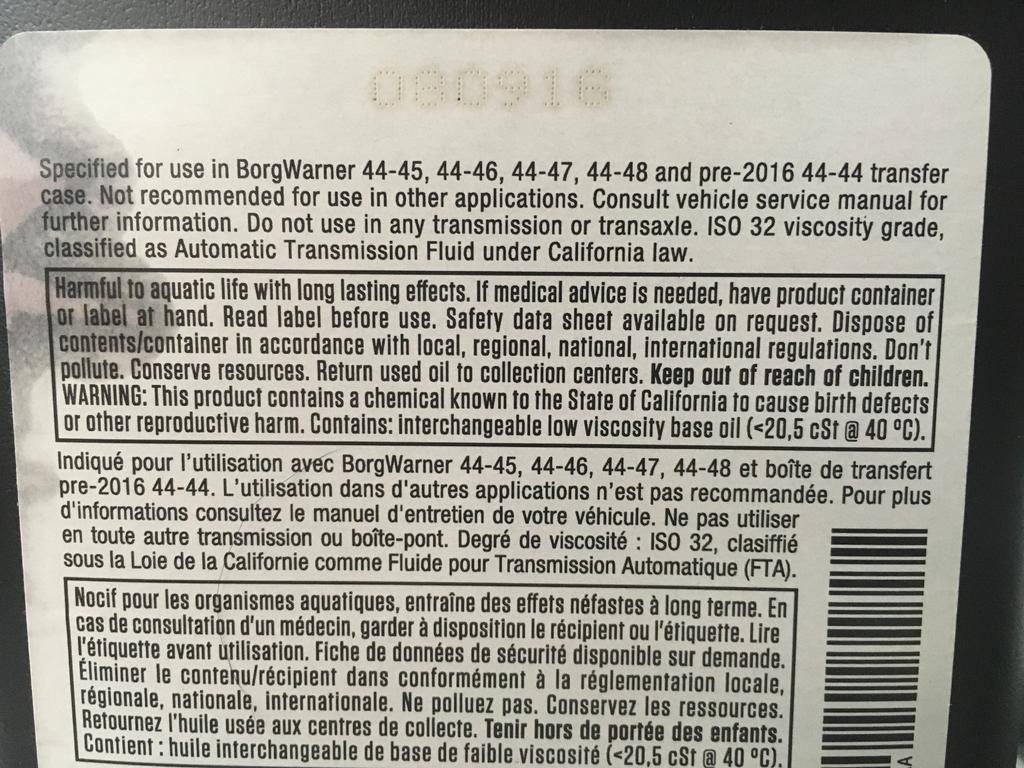 080916
Specified for use in BorgWarner 44-45, 44-46, 44-47, 44-48 and pre-2016 44-44 transfer
case. Not recommended for use in other applications. Consult vehicle service manual for
further information. Do not use in any transmission or transaxle. ISO 32 viscosity grade,
classified as Automatic Transmission Fluid under California law.
Harmful to aquatic life with long lasting effects. If medical advice is needed, have product container
or label at hand. Read label before use. Safety data sheet available on request. Dispose of
contents/container in accordance with local, regional, national, international regulations. Don't
pollute. Conserve resources. Return used oil to collection centers. Keep out of reach of children.
WARNING: This product contains a chemical known to the State of California to cause birth defects
or other reproductive harm. Contains: interchangeable low viscosity base oil (<20,5 cSt @ 40 ºC).
Indiqué pour l'utilisation avec BorgWarner 44-45, 44-46, 44-47, 44-48 et boîte de transfert
pre-2016 44-44. L'utilisation dans d'autres applications n'est pas recommandée. Pour plus
d'informations consultez le manuel d'entretien de votre véhicule. Ne pas utiliser
en toute autre transmission ou boîte-pont. Degré de viscosité : ISO 32, clasiffié
sous la Loie de la Californie comme Fluide pour Transmission Automatique (FTA).
Nocif pour les organismes aquatiques, entraîne des effets néfastes à long terme. En
cas de consultation d'un médecin, garder à disposition le récipient ou l'étiquette. Lire
l'étiquette avant utilisation. Fiche de données de sécurité disponible sur demande.
Éliminer le contenu/récipient dans conformément à la réglementation locale,
régionale, nationale, internationale. Ne polluez pas. Conservez les ressources.
Retournez l'huile usée aux centres de collecte. Tenir hors de portée des enfants.
Contient : huile interchangeable de base de faible viscosité (<20,5 cSt @ 40 ºC).
A